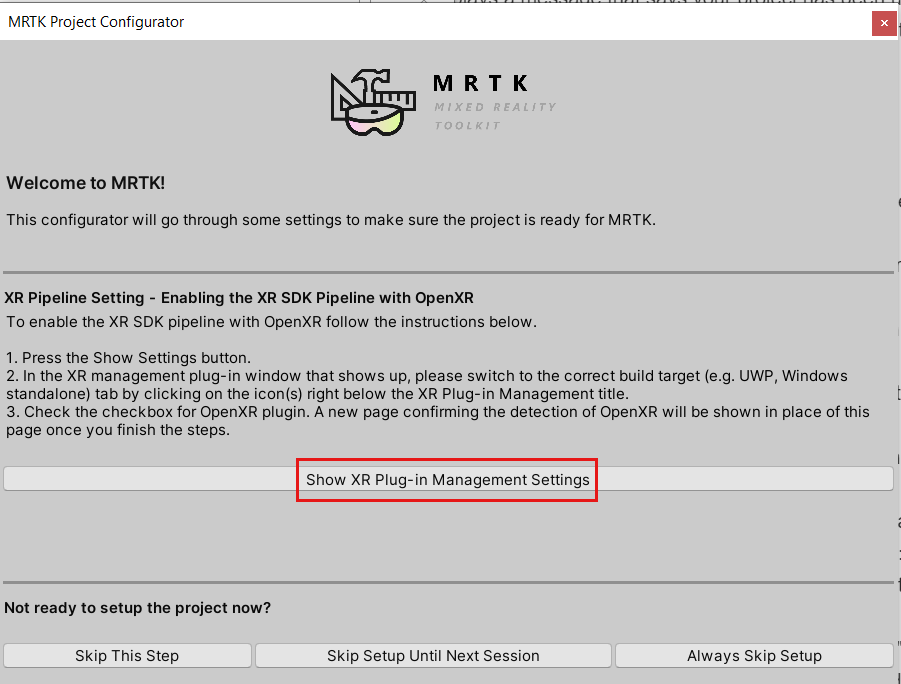 MRTK Project Configurator
MRTK
MIXED REALITY
TOOLKIT
Welcome to MRTK!
This configurator will go through some settings to make sure the project is ready for MRTK.
XR Pipeline Setting - Enabling the XR SDK Pipeline with OpenXR
To enable the XR SDK pipeline with OpenXR follow the instructions below.
1. Press the Show Settings button.
2. In the XR management plug-in window that shows up, please switch to the correct build target (e.g. UWP, Windows
standalone) tab by clicking on the icon(s) right below the XR Plug-in Management title.
3. Check the checkbox for OpenXR plugin. A new page confirming the detection of OpenXR will be shown in place of this
page once you finish the steps.
Show XR Plug-in Management Settings
Not ready to setup the project now?
Skip This Step
Skip Setup Until Next Session
Always Skip Setup